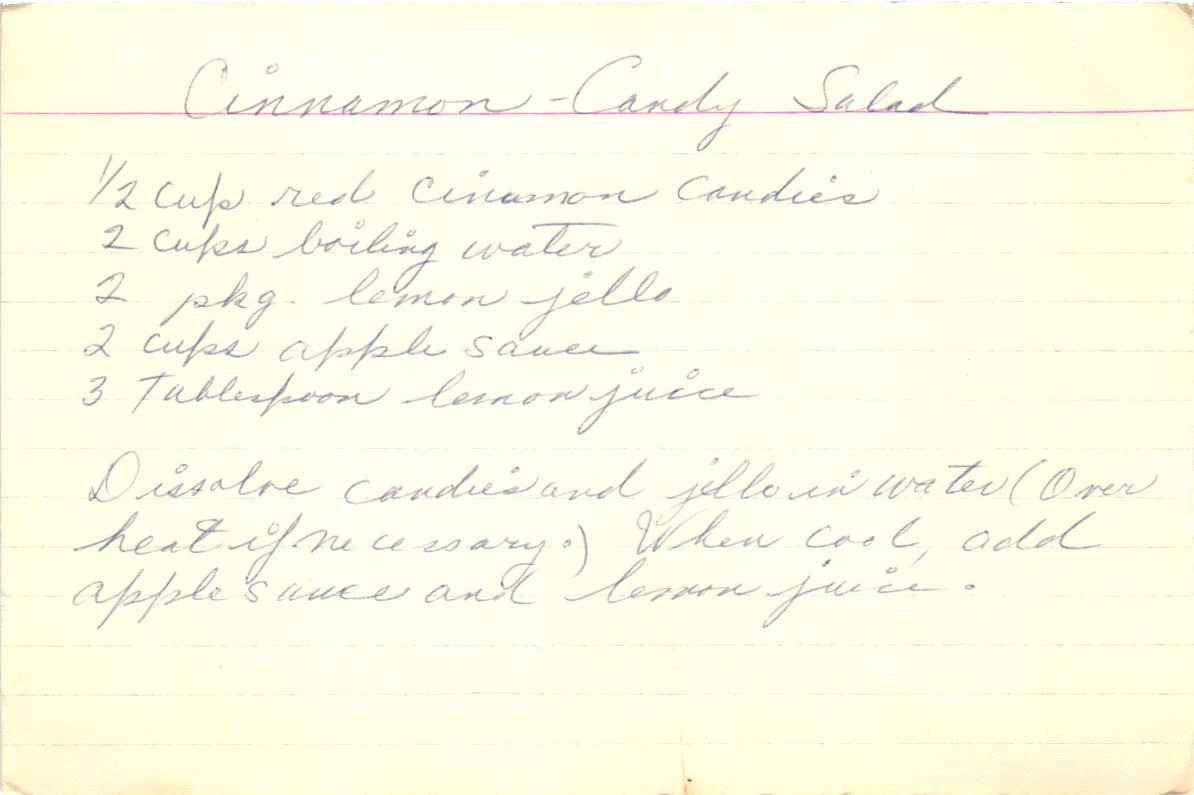 Cinnamon - Candy Salad
1/2 cup red cinamon candies
2 cups boiling water
2 pkg. lemon jello
2 cups apple sauce
3 Tablespoon lemon juice
Dissolve candies and jello in water (Over
heat if necessary.) When cool, add
apple sauce and lemon juice.